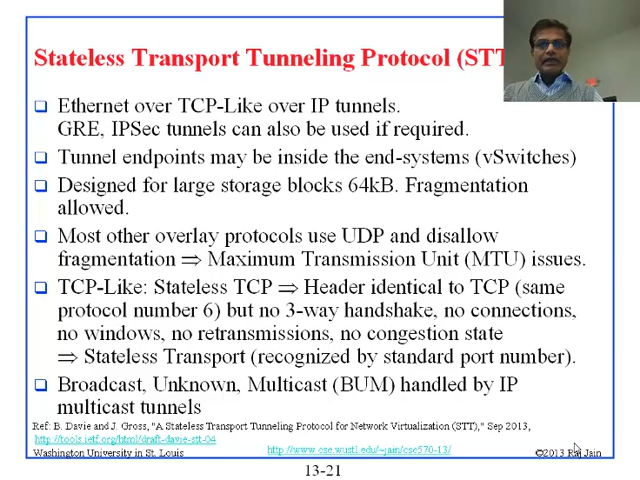 Stateless Transport Tunneling Protocol (STT
Ethernet over TCP-Like over IP tunnels.
GRE, IPSec tunnels can also be used if required.
Tunnel endpoints may be inside the end-systems (vSwitches)
Designed for large storage blocks 64kB. Fragmentation
allowed.
Most other overlay protocols use UDP and disallow
fragmentation ⇒ Maximum Transmission Unit (MTU) issues.
TCP-Like: Stateless TCP ⇒ Header identical to TCP (same
protocol number 6) but no 3-way handshake, no connections,
no windows, no retransmissions, no congestion state
⇒ Stateless Transport (recognized by standard port number).
Broadcast, Unknown, Multicast (BUM) handled by IP
multicast tunnels
Ref: B. Davie and J. Gross, "A Stateless Transport Tunneling Protocol for Network Virtualization (STT)," Sep 2013,
http://tools.ietf.org/html/draft-davie-stt-04
Washington University in St. Louis
http://www.cse.wustl.edu/~jain/cse570-13/
©2013 Raj Jain
13-21